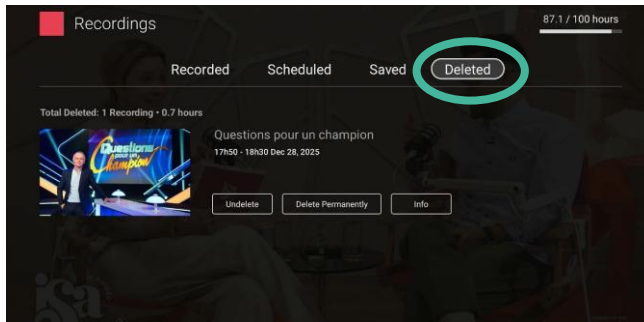 Recordings
87.1 / 100 hours
Recorded Scheduled Saved Deleted
Total Deleted: 1 Recording • 0.7 hours
Questions
pour un
champion
Questions pour un champion
17h50 - 18h30 Dec 28, 2025
Undelete Delete Permanently Info
isa